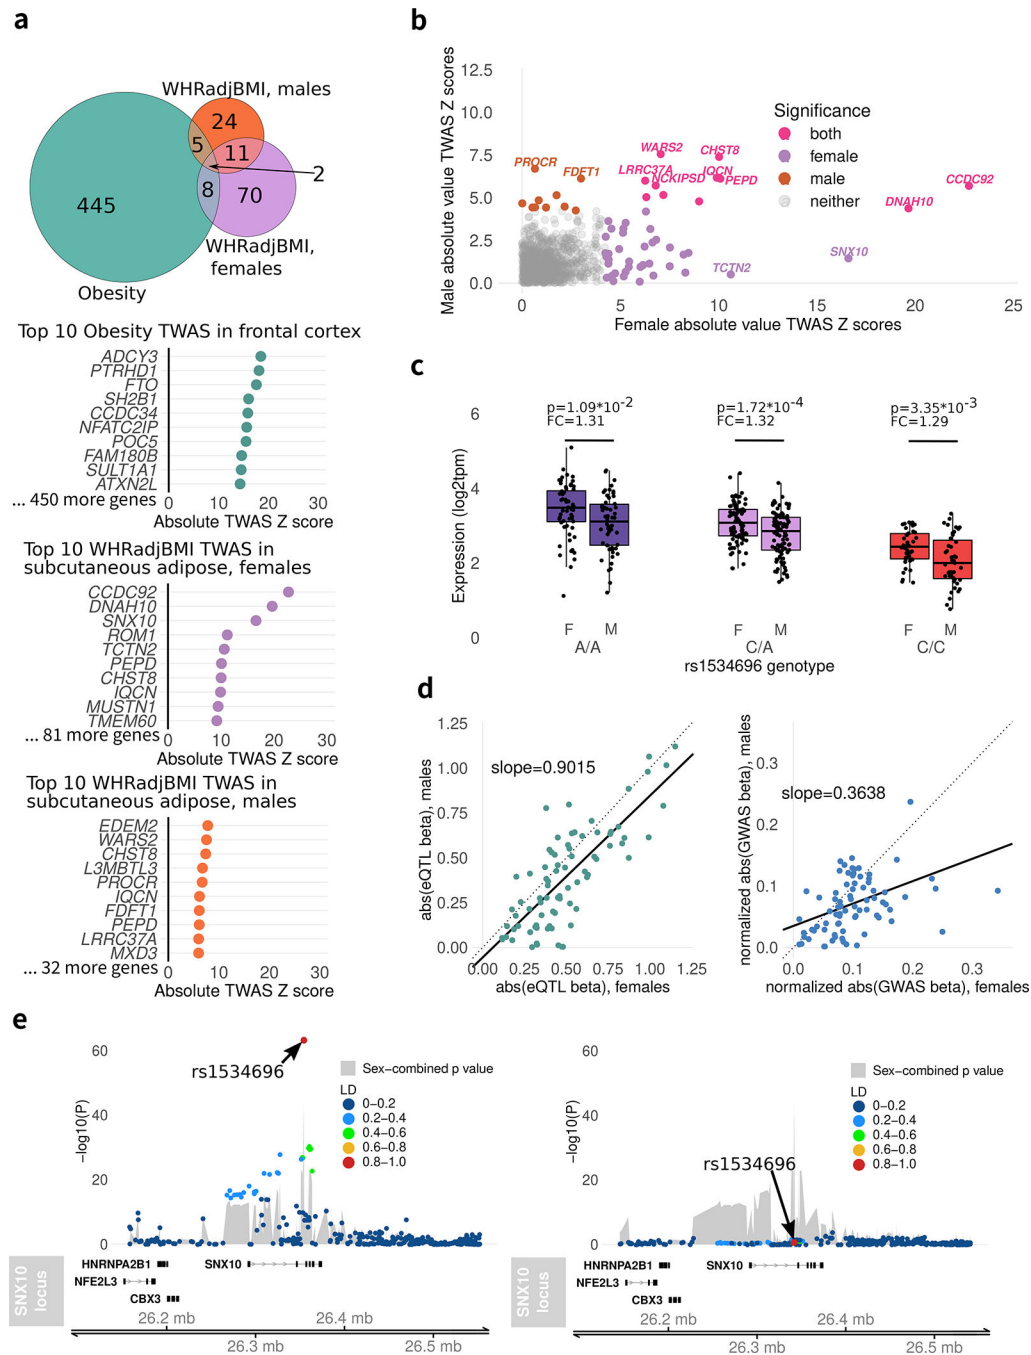 a
WHRadjBMI, males
24
5
11
2
8
70
445
WHRadjBMI,
females
Obesity
Top 10 Obesity TWAS in frontal cortex
ADCY3
PTRHD1
FTO
SH2B1
CCDC34
NFATC2IP
POC5
FAM180B
SULT1A1
ATXN2L
... 450 more genes
0 10 20 30
Absolute TWAS Z score
Top 10 WHRadjBMI TWAS in
subcutaneous adipose, females
CCDC92
DNAH10
SNX10
ROM1
TCTN2
PEPD
CHST8
IQCN
MUSTN1
TMEM60
... 81 more genes
0 10 20 30
Absolute TWAS Z score
Top 10 WHRadjBMI TWAS in
subcutaneous adipose, males
EDEM2
WARS2
CHST8
L3MBTL3
PROCR
IQCN
FDFT1
PEPD
LRRC37A
MXD3
... 32 more genes
0 10 20 30
Absolute TWAS Z score
b
Male absolute value TWAS Z scores
12.5
10.0
7.5
5.0
2.5
0.0
PROCR
FDFT1
WARS2
CHST8
LRRC37A
NCKIPSD
IQCN
PEPD
CCDC92
DNAH10
SNX10
TCTN2
Significance
both
female
male
neither
0 5 10 15 20 25
Female absolute value TWAS Z scores
c
Expression (log2tpm)
6
4
2
0
p=1.09*10-2
FC=1.31
p=1.72*10-4
FC=1.32
p=3.35*10-3
FC=1.29
F M F M F M
A/A C/A C/C
rs1534696 genotype
d
abs(eQTL beta), males
1.25
1.00
0.75
0.50
0.25
0.00
slope=0.9015
0.00 0.25 0.50 0.75 1.00 1.25
abs(eQTL beta), females
normalized abs(GWAS beta), males
0.3
0.2
0.1
0.0
slope=0.3638
0.0 0.1 0.2 0.3
normalized abs(GWAS beta), females
e
−log10(P)
60
40
20
0
rs1534696
Sex−combined p value
LD
0−0.2
0.2−0.4
0.4−0.6
0.6−0.8
0.8−1.0
SNX10
locus
HNRNPA2B1
SNX10
NFE2L3
CBX3
26.2 mb
26.4 mb
26.3 mb
26.5 mb
−log10(P)
60
40
20
0
rs1534696
Sex−combined p value
LD
0−0.2
0.2−0.4
0.4−0.6
0.6−0.8
0.8−1.0
SNX10
locus
HNRNPA2B1
SNX10
NFE2L3
CBX3
26.2 mb
26.4 mb
26.3 mb
26.5 mb